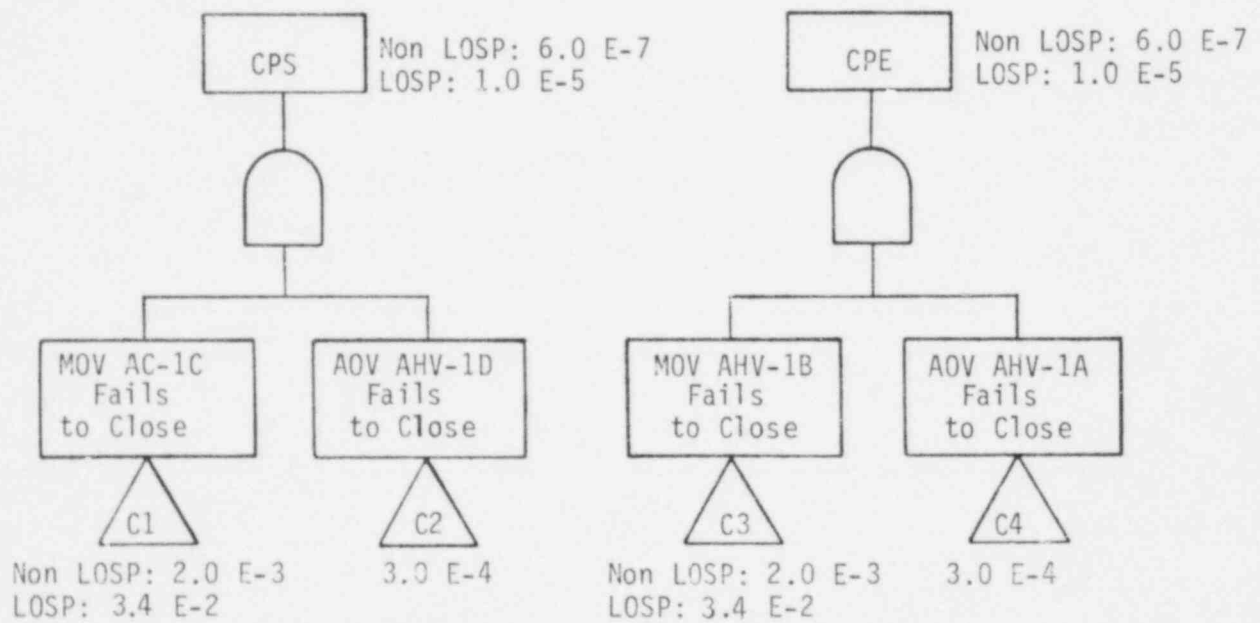 CPS
Non LOSP: 6.0 E-7
LOSP: 1.0 E-5
CPE
Non LOSP: 6.0 E-7
LOSP: 1.0 E-5
MOV AC-1C
Fails
to Close
AOV AHV-1D
Fails
to Close
MOV AHV-1B
Fails
to Close
AOV AHV-1A
Fails
to Close
C1
C2
C3
C4
Non LOSP: 2.0 E-3
LOSP: 3.4 E-2
3.0 E-4
Non LOSP: 2.0 E-3
LOSP: 3.4 E-2
3.0 E-4